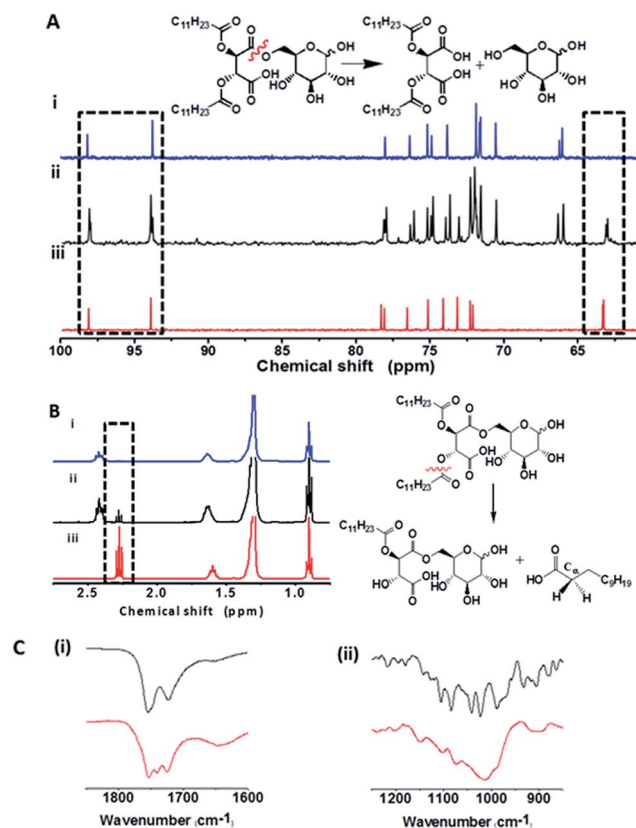 A
C₁₁H₂₃ O O O OH
O O O OH
O OH HO OH
C₁₁H₂₃ O O OH
C₁₁H₂₃ O O OH
O OH
O OH
C₁₁H₂₃ O O
+
HO O OH
HO OH
OH
i
ii
iii
100 95 90 85 80 75 70 65
Chemical shift (ppm)
B
i
ii
iii
2.5 2.0 1.5 1.0
Chemical shift (ppm)
C₁₁H₂₃ O O O OH
O O O OH
O OH HO OH
C₁₁H₂₃ O O OH
C₁₁H₂₃ O O O OH
O O O OH
HO OH HO OH
O OH
+
O Cα C₉H₁₉
HO H H
C (i) (ii)
1800 1700 1600
Wavenumber (cm-1)
1200 1100 1000 900
Wavenumber (cm-1)